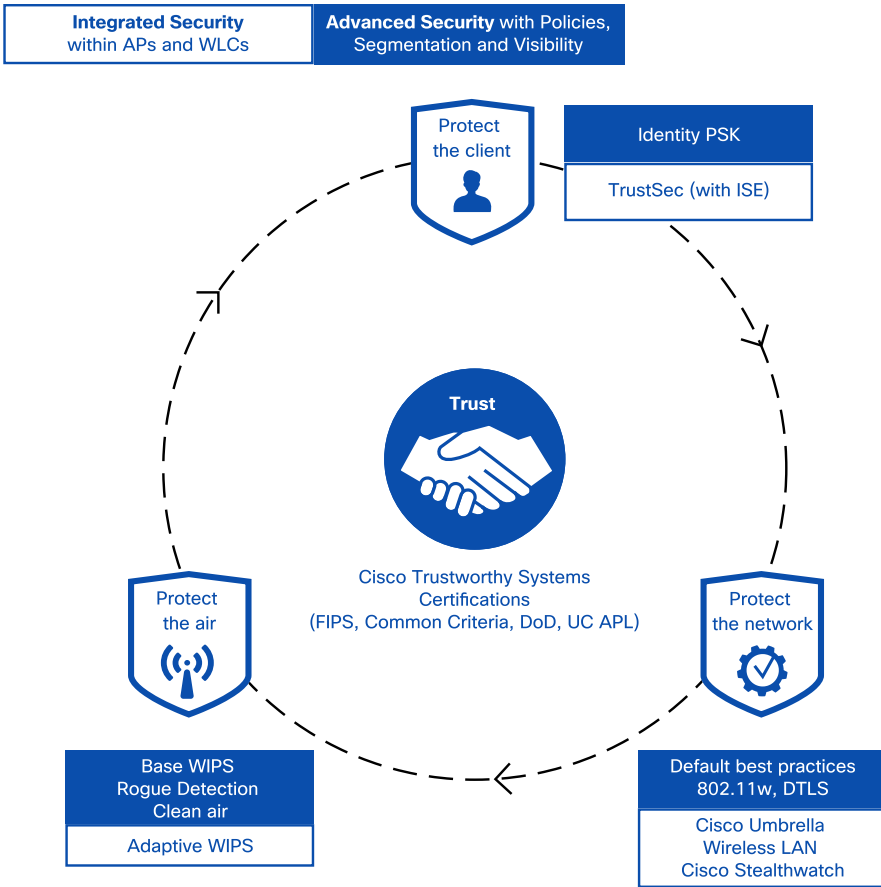 Integrated Security
within APs and WLCs
Advanced Security with Policies,
Segmentation and Visibility
Protect
the client
Identity PSK
TrustSec (with ISE)
Trust
Cisco Trustworthy Systems
Certifications
(FIPS, Common Criteria, DoD, UC APL)
Protect
the air
Protect
the network
Base WIPS
Rogue Detection
Clean air
Adaptive WIPS
Default best practices
802.11w, DTLS
Cisco Umbrella
Wireless LAN
Cisco Stealthwatch